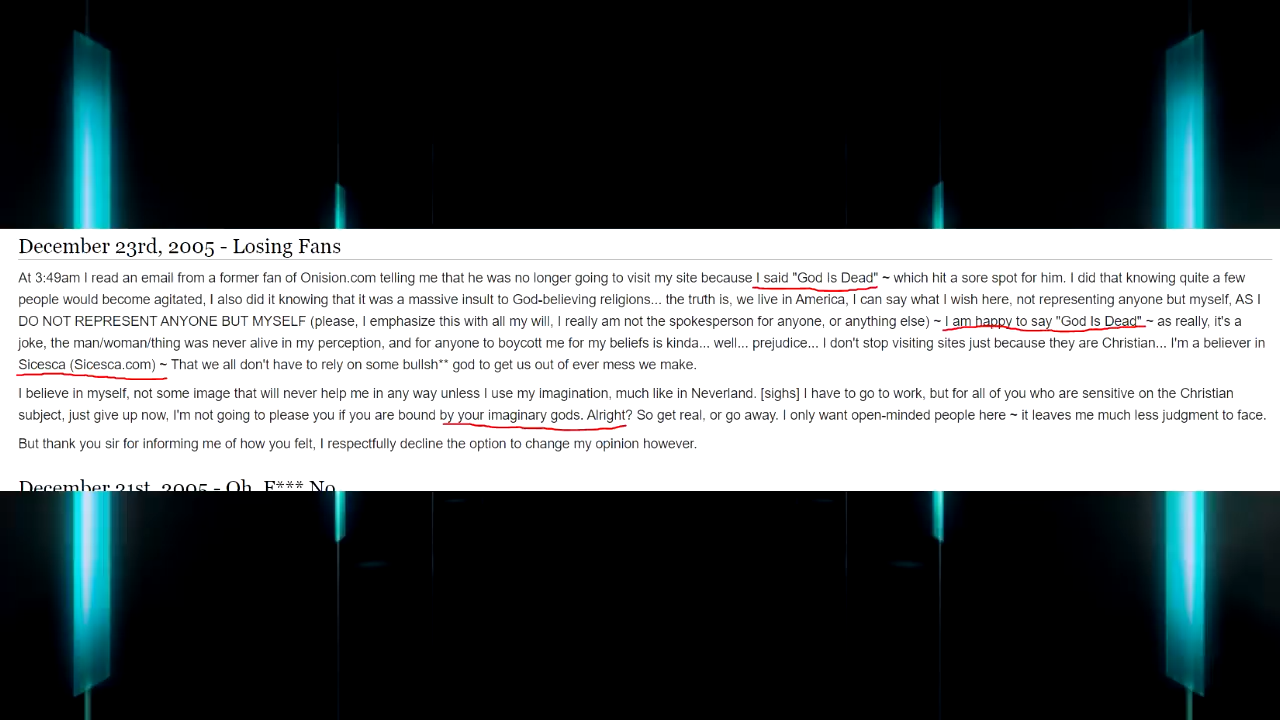 December 23rd, 2005 - Losing Fans
At 3:49am I read an email from a former fan of Onision.com telling me that he was no longer going to visit my site because I said "God Is Dead" ~ which hit a sore spot for him. I did that knowing quite a few
people would become agitated, I also did it knowing that it was a massive insult to God-believing religions... the truth is, we live in America, I can say what I wish here, not representing anyone but myself, AS I
DO NOT REPRESENT ANYONE BUT MYSELF (please, I emphasize this with all my will, I really am not the spokesperson for anyone, or anything else) ~ I am happy to say "God Is Dead" ~ as really, it's a
joke, the man/woman/thing was never alive in my perception, and for anyone to boycott me for my beliefs is kinda... well... prejudice... I don't stop visiting sites just because they are Christian... I'm a believer in
Sicesca (Sicesca.com) ~ That we all don't have to rely on some bullsh** god to get us out of ever mess we make.
I believe in myself, not some image that will never help me in any way unless I use my imagination, much like in Neverland. [sighs] I have to go to work, but for all of you who are sensitive on the Christian
subject, just give up now, I'm not going to please you if you are bound by your imaginary gods. Alright? So get real, or go away. I only want open-minded people here ~ it leaves me much less judgment to face.
But thank you sir for informing me of how you felt, I respectfully decline the option to change my opinion however.
December 21st, 2005 - Oh, F*** No